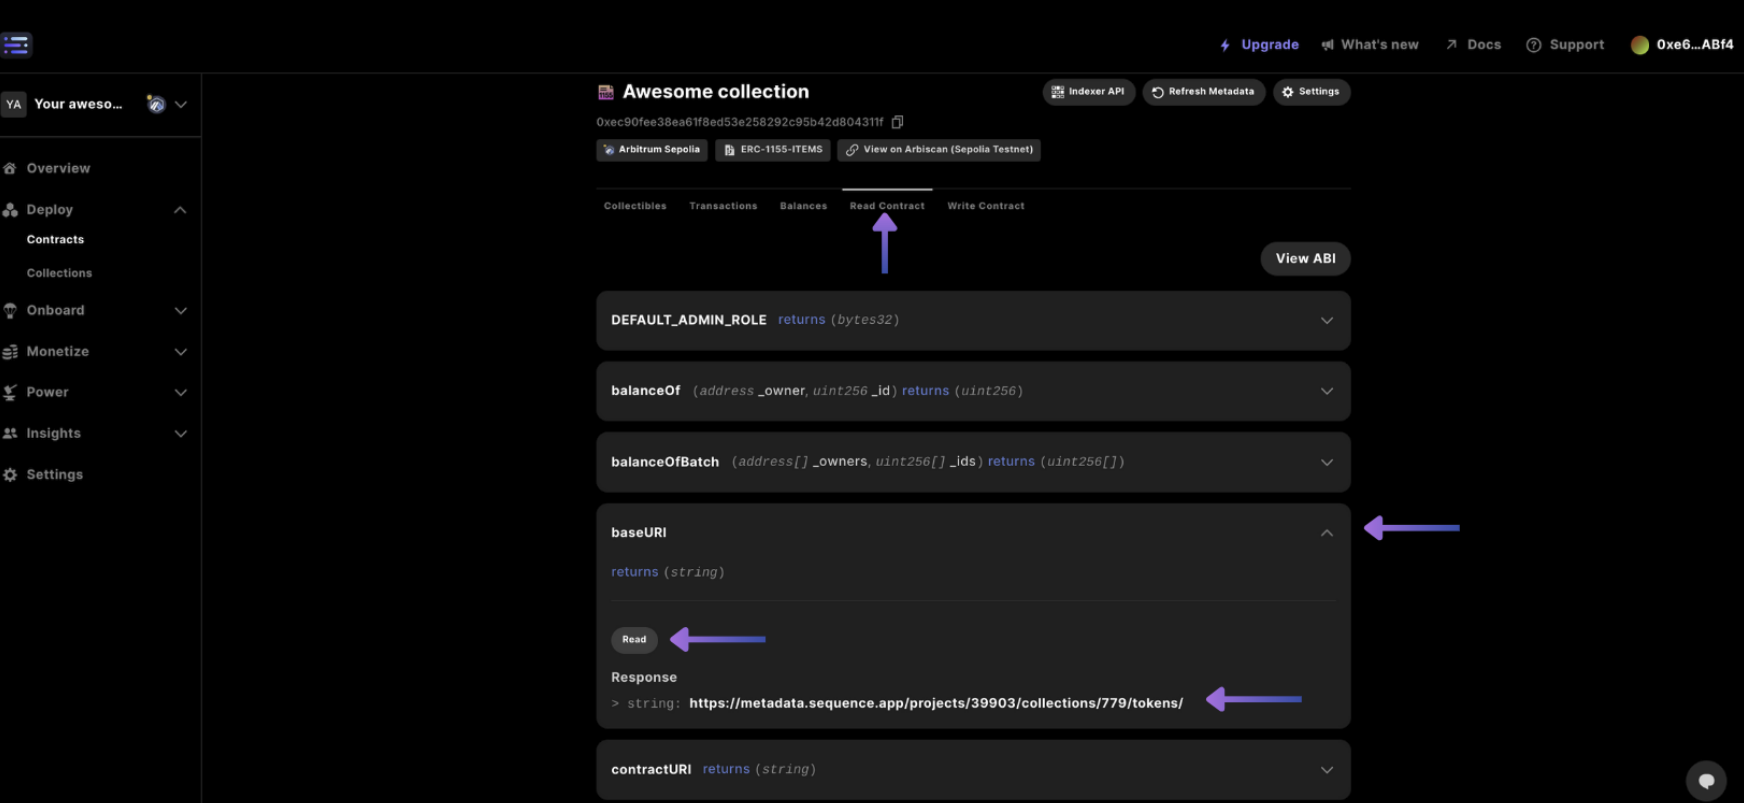 Upgrade What's new Docs Support 0xe6...ABf4
YA Your aweso...
Overview
Deploy
Contracts
Collections
Onboard
Monetize
Power
Insights
Settings
Awesome collection
Indexer API Refresh Metadata Settings
0xec90fee38ea61f8ed53e258292c95b42d804311f
Arbitrum Sepolia ERC-1155-ITEMS View on Arbiscan (Sepolia Testnet)
Collectibles Transactions Balances Read Contract Write Contract
View ABI
DEFAULT_ADMIN_ROLE returns (bytes32)
balanceOf (address _owner, uint256 _id) returns (uint256)
balanceOfBatch (address[] _owners, uint256[] _ids) returns (uint256[])
baseURI
returns (string)
Read
Response
> string: https://metadata.sequence.app/projects/39903/collections/779/tokens/
contractURI returns (string)